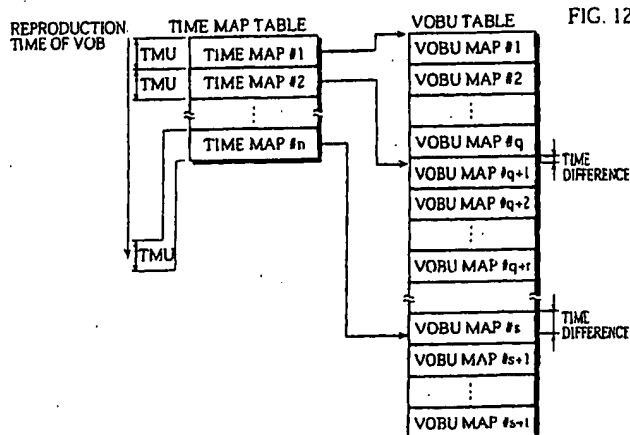 FIG. 12
REPRODUCTION
TIME OF VOB
TIME MAP TABLE
TMU
TIME MAP #1
TMU
TIME MAP #2
TIME MAP #n
TMU
VOBU TABLE
VOBU MAP #1
VOBU MAP #2
VOBU MAP #q
TIME
DIFFERENCE
VOBU MAP #q+1
VOBU MAP #q+2
VOBU MAP #q+r
VOBU MAP #s
TIME
DIFFERENCE
VOBU MAP #s+1
VOBU MAP #s+1